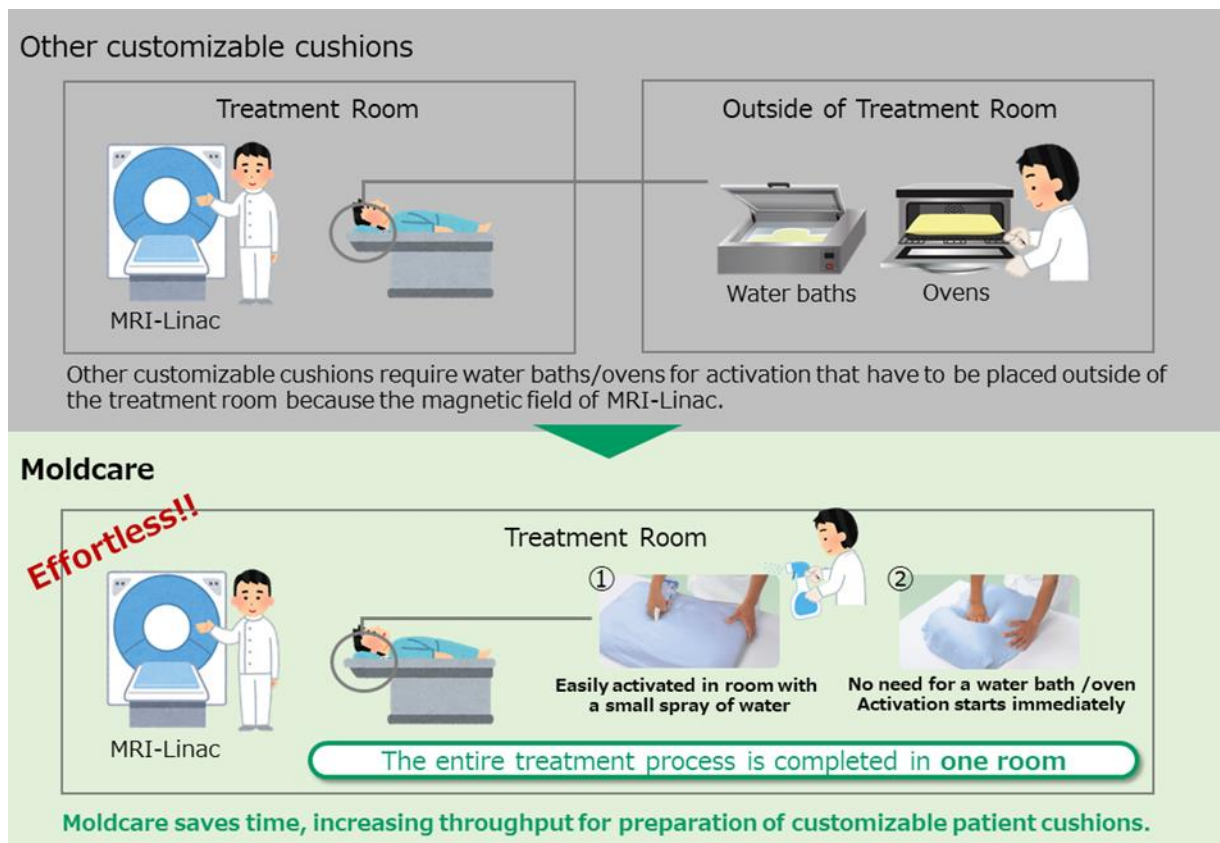 Other customizable cushions
Treatment Room
MRI-Linac
Outside of Treatment Room
Water baths
Ovens
Other customizable cushions require water baths/ovens for activation that have to be placed outside of
the treatment room because the magnetic field of MRI-Linac.
Moldcare
Effortless!!
Treatment Room
MRI-Linac
①
Easily activated in room with
a small spray of water
②
No need for a water bath /oven
Activation starts immediately
The entire treatment process is completed in one room
Moldcare saves time, increasing throughput for preparation of customizable patient cushions.